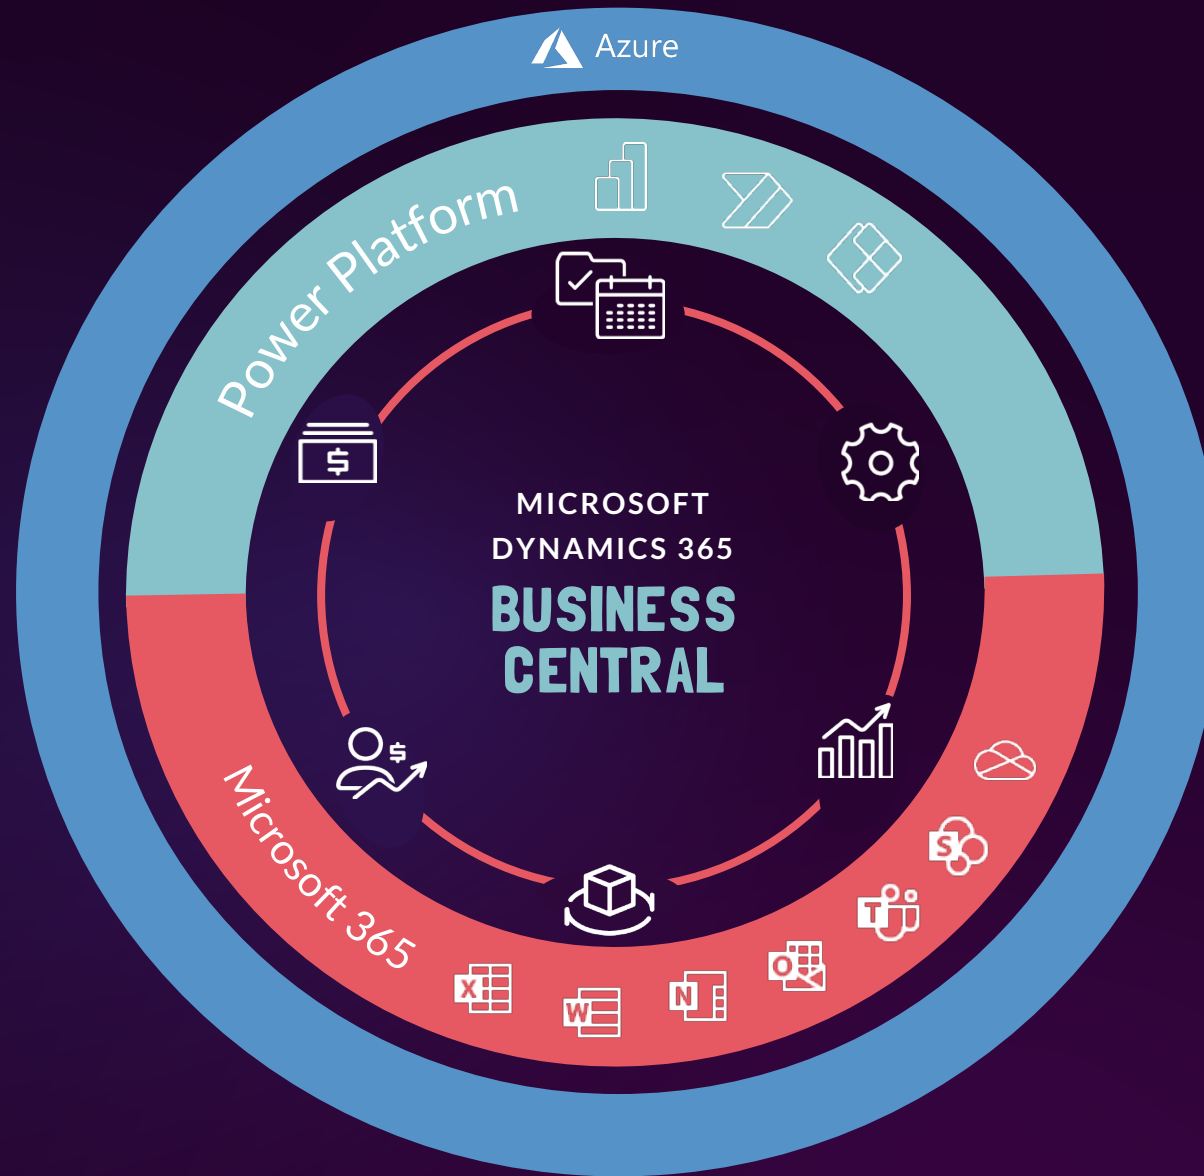 Azure
Power Platform
MICROSOFT
DYNAMICS 365
BUSINESS
CENTRAL
Microsoft 365
$
$
X
W
N
O
T
S